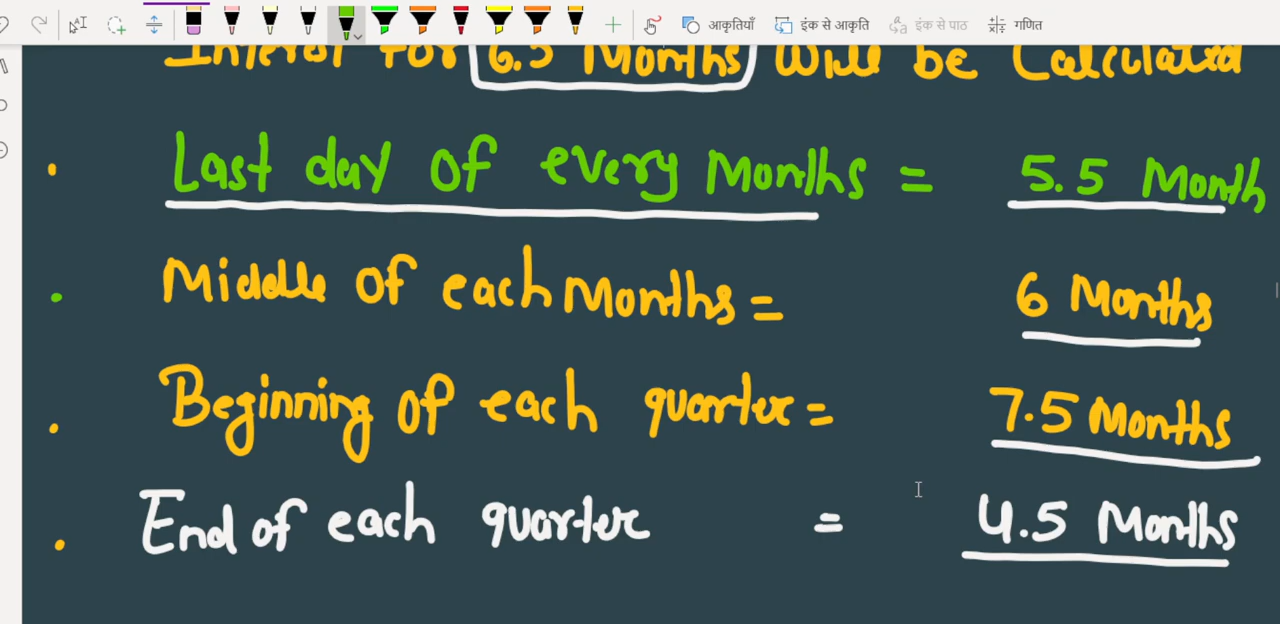 आकृतियाँ इंक से आकृति इंक से पाठ गणित
Interest for 6.5 Months will be Calculated
Last day of every Months = 5.5 Month
Middle of each Months = 6 Months
Beginning of each quarter = 7.5 Months
End of each quarter = 4.5 Months